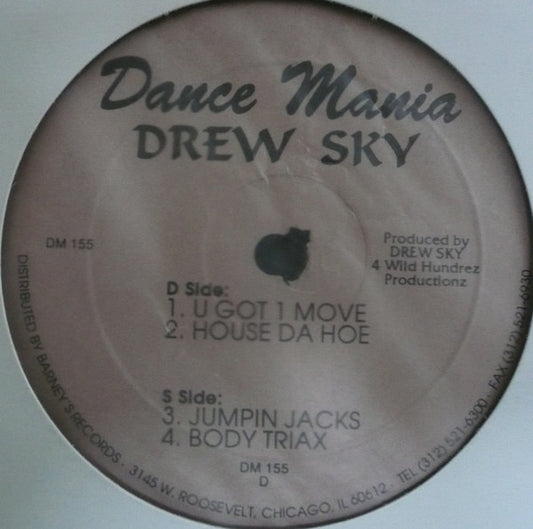 Dance Mania
DREW SKY
DM 155
Produced by
DREW SKY
4 Wild Hundrez
Productionz
D Side:
1. U GOT 1 MOVE
2. HOUSE DA HOE
S Side:
3. JUMPIN JACKS
4. BODY TRIAX
DM 155
D
DISTRIBUTED BY BARNEY'S RECORDS · 3145 W. ROOSEVELT, CHICAGO, IL 60612 · TEL (312) 521-6300 · FAX (312) 521-6930